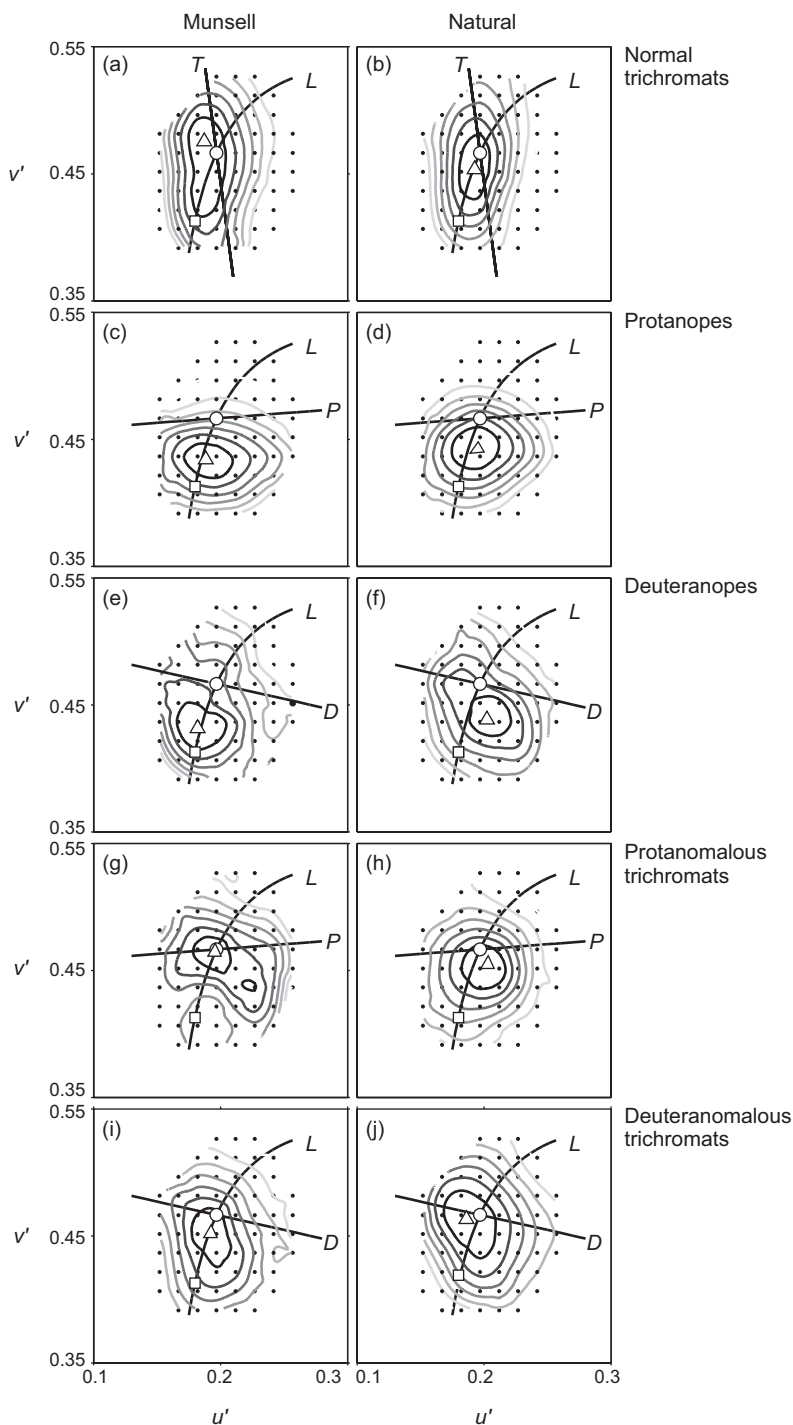 Munsell Natural
0.55 (a) T L (b) T L Normal
trichromats
v' 0.45
0.35
0.55 (c) L P (d) L P Protanopes
v' 0.45
0.35
0.55 (e) L D (f) L D Deuteranopes
v' 0.45
0.35
0.55 (g) L P (h) L P Protanomalous
trichromats
v' 0.45
0.35
0.55 (i) L D (j) L D Deuteranomalous
trichromats
v' 0.45
0.35
0.1 0.2 0.3 0.2 0.3
u' u'